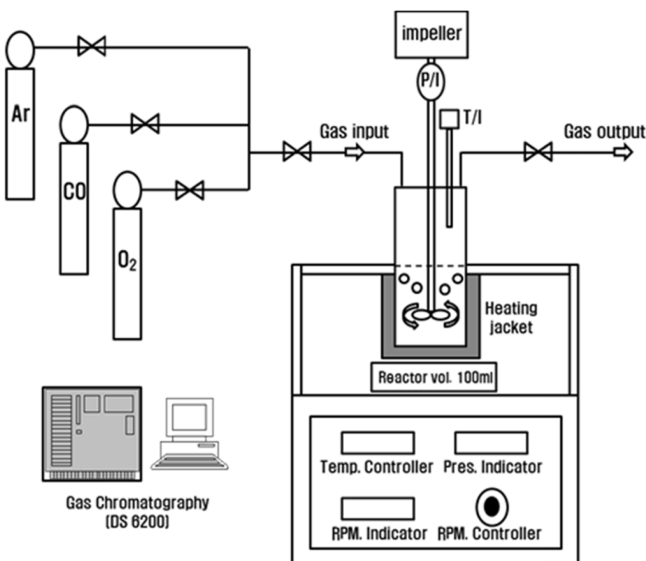 impeller
P/I
T/I
Ar
CO
O₂
Gas input
Gas output
Heating
jacket
Reactor vol. 100ml
Temp. Controller
Pres. Indicator
RPM. Indicator
RPM. Controller
Gas Chromatography
(DS 6200)